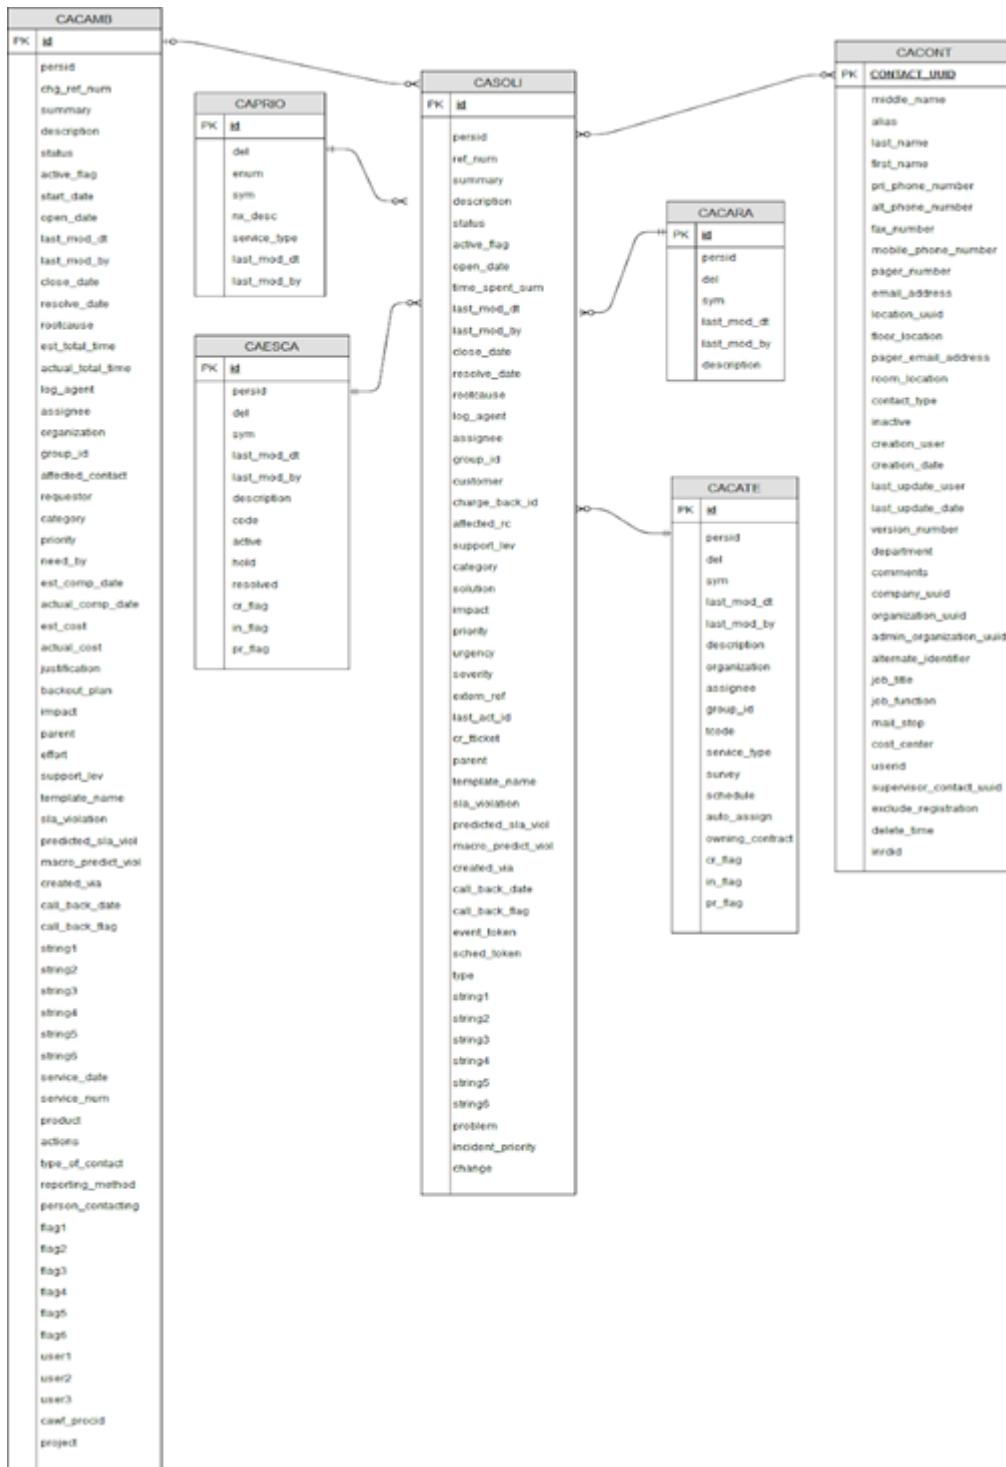 CACAMB
PK id
persid
chg_ref_num
summary
description
status
active_flag
start_date
open_date
last_mod_dt
last_mod_by
close_date
resolve_date
rootcause
est_total_time
actual_total_time
log_agent
assignee
organization
group_id
affected_contact
requestor
category
priority
need_by
est_comp_date
actual_comp_date
est_cost
actual_cost
justification
backout_plan
impact
parent
effort
support_lev
template_name
sla_violation
predicted_sla_viol
macro_predict_viol
created_via
call_back_date
call_back_flag
string1
string2
string3
string4
string5
string6
service_date
service_num
product
actions
type_of_contact
reporting_method
person_contacting
flag1
flag2
flag3
flag4
flag5
flag6
user1
user2
user3
cawf_procid
project
CAPRIO
PK id
del
enum
sym
nx_desc
service_type
last_mod_dt
last_mod_by
CAESCA
PK id
persid
del
sym
last_mod_dt
last_mod_by
description
code
active
hold
resolved
cr_flag
in_flag
pr_flag
CASOLI
PK id
persid
ref_num
summary
description
status
active_flag
open_date
time_spent_sum
last_mod_dt
last_mod_by
close_date
resolve_date
rootcause
log_agent
assignee
group_id
customer
charge_back_id
affected_rc
support_lev
category
solution
impact
priority
urgency
severity
extern_ref
last_act_id
cr_tticket
parent
template_name
sla_violation
predicted_sla_viol
macro_predict_viol
created_via
call_back_date
call_back_flag
event_token
sched_token
type
string1
string2
string3
string4
string5
string6
problem
incident_priority
change
CACARA
PK id
persid
del
sym
last_mod_dt
last_mod_by
description
CACATE
PK id
persid
del
sym
last_mod_dt
last_mod_by
description
organization
assignee
group_id
tcode
service_type
survey
schedule
auto_assign
owning_contract
cr_flag
in_flag
pr_flag
CACONT
PK CONTACT_UUID
middle_name
alias
last_name
first_name
pri_phone_number
alt_phone_number
fax_number
mobile_phone_number
pager_number
email_address
location_uuid
floor_location
pager_email_address
room_location
contact_type
inactive
creation_user
creation_date
last_update_user
last_update_date
version_number
department
comments
company_uuid
organization_uuid
admin_organization_uuid
alternate_identifier
job_title
job_function
mail_stop
cost_center
userid
supervisor_contact_uuid
exclude_registration
delete_time
inrdid